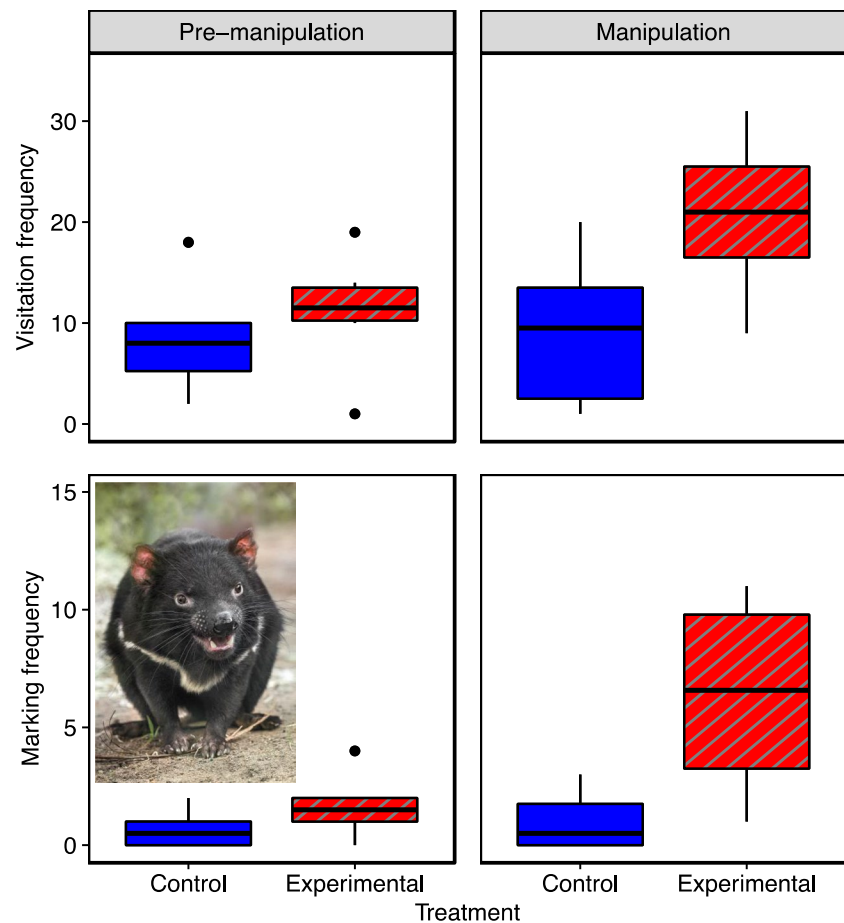 Pre−manipulation
Manipulation
Visitation frequency
30
20
10
0
Marking frequency
15
10
5
0
Control
Experimental
Control
Experimental
Treatment